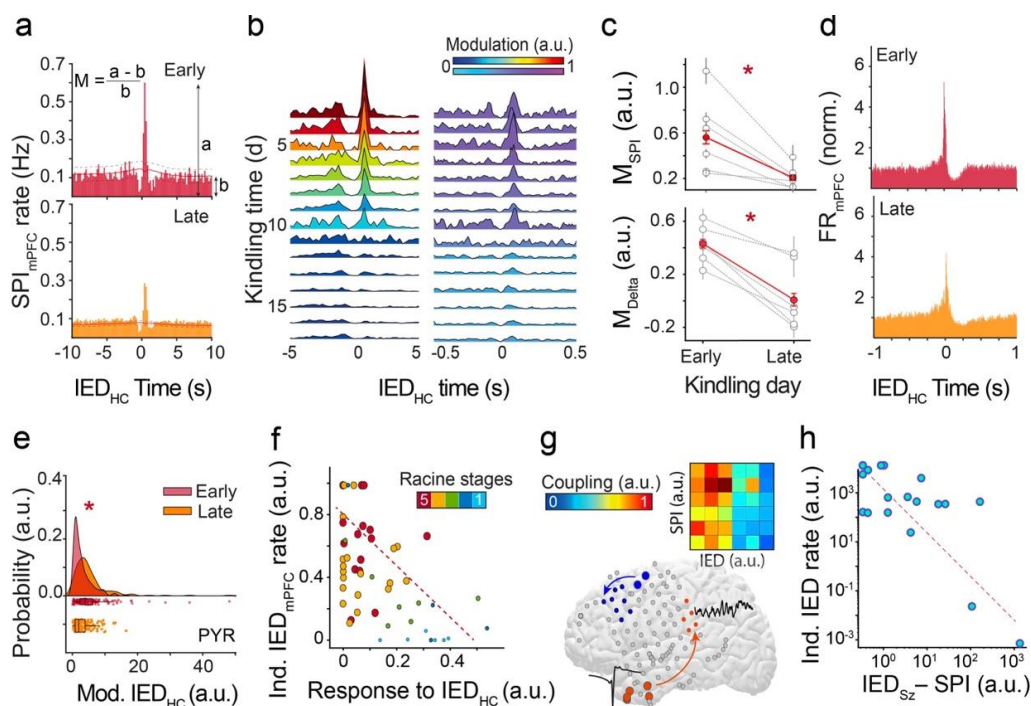 a
M = a - b
b
Early
a
b
0.7
0.5
0.3
0.1
Late
0.7
0.5
0.3
0.1
SPImPFC rate (Hz)
-10 -5 0 5 10
IEDHC Time (s)
b
Modulation (a.u.)
0 1
5
10
15
Kindling time (d)
-5 0 5
-0.5 0 0.5
IEDHC time (s)
c
*
1
0.6
0.2
MSPI (a.u.)
*
0.6
0.2
-0.2
MDelta (a.u.)
Early Late
Kindling day
d
Early
6
4
2
0
Late
6
4
2
0
FRmPFC (norm.)
-1 0 1
IEDHC Time (s)
e
0.4
0.2
0
Probability (a.u.)
*
Early
Late
PYR
0 20 40
Mod. IEDHC (a.u.)
f
1
0.8
0.4
0
Ind. IEDmPFC rate (a.u.)
Racine stages
5 1
0 0.2 0.4 0.6
Response to IEDHC (a.u.)
g
Coupling (a.u.)
0 1
SPI (a.u.)
IED (a.u.)
h
10³
10¹
10⁻¹
10⁻³
Ind. IED rate (a.u.)
10⁰ 10¹ 10² 10³
IEDSz – SPI (a.u.)